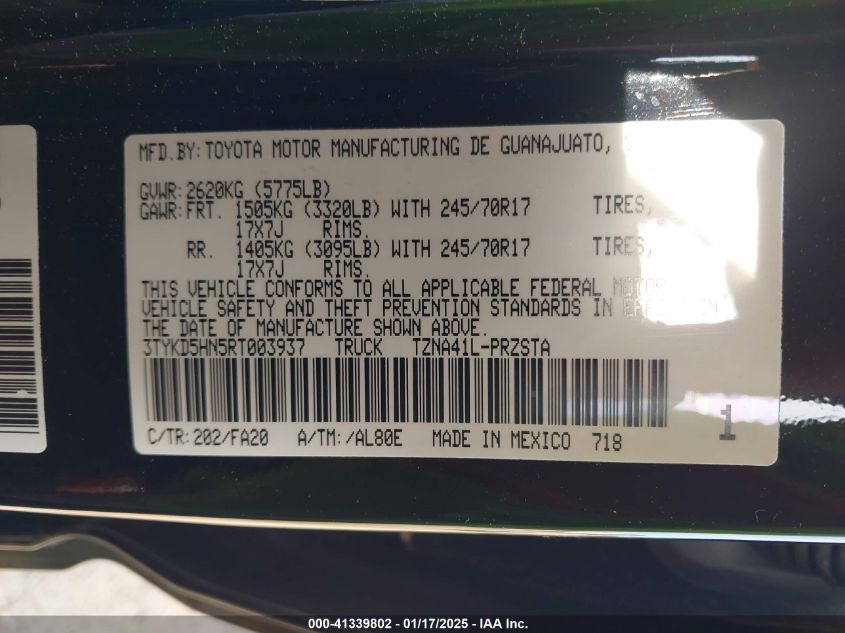 MFD.BY: TOYOTA MOTOR MANUFACTURING DE GUANAJUATO,
GVWR: 2620KG (5775LB)
GAWR: FRT. 1505KG (3320LB) WITH 245/70R17 TIRES,
17X7J RIMS.
RR. 1405KG (3095LB) WITH 245/70R17 TIRES,
17X7J RIMS.
THIS VEHICLE CONFORMS TO ALL APPLICABLE FEDERAL MOTOR
VEHICLE SAFETY AND THEFT PREVENTION STANDARDS IN EFFECT ON
THE DATE OF MANUFACTURE SHOWN ABOVE.
3TYKD5HN5RT003937 TRUCK TZNA41L-PRZSTA
1
C/TR: 202/FA20 A/TM: /AL80E MADE IN MEXICO 718
000-41339802 / 01/17/2025 - IAA Inc.